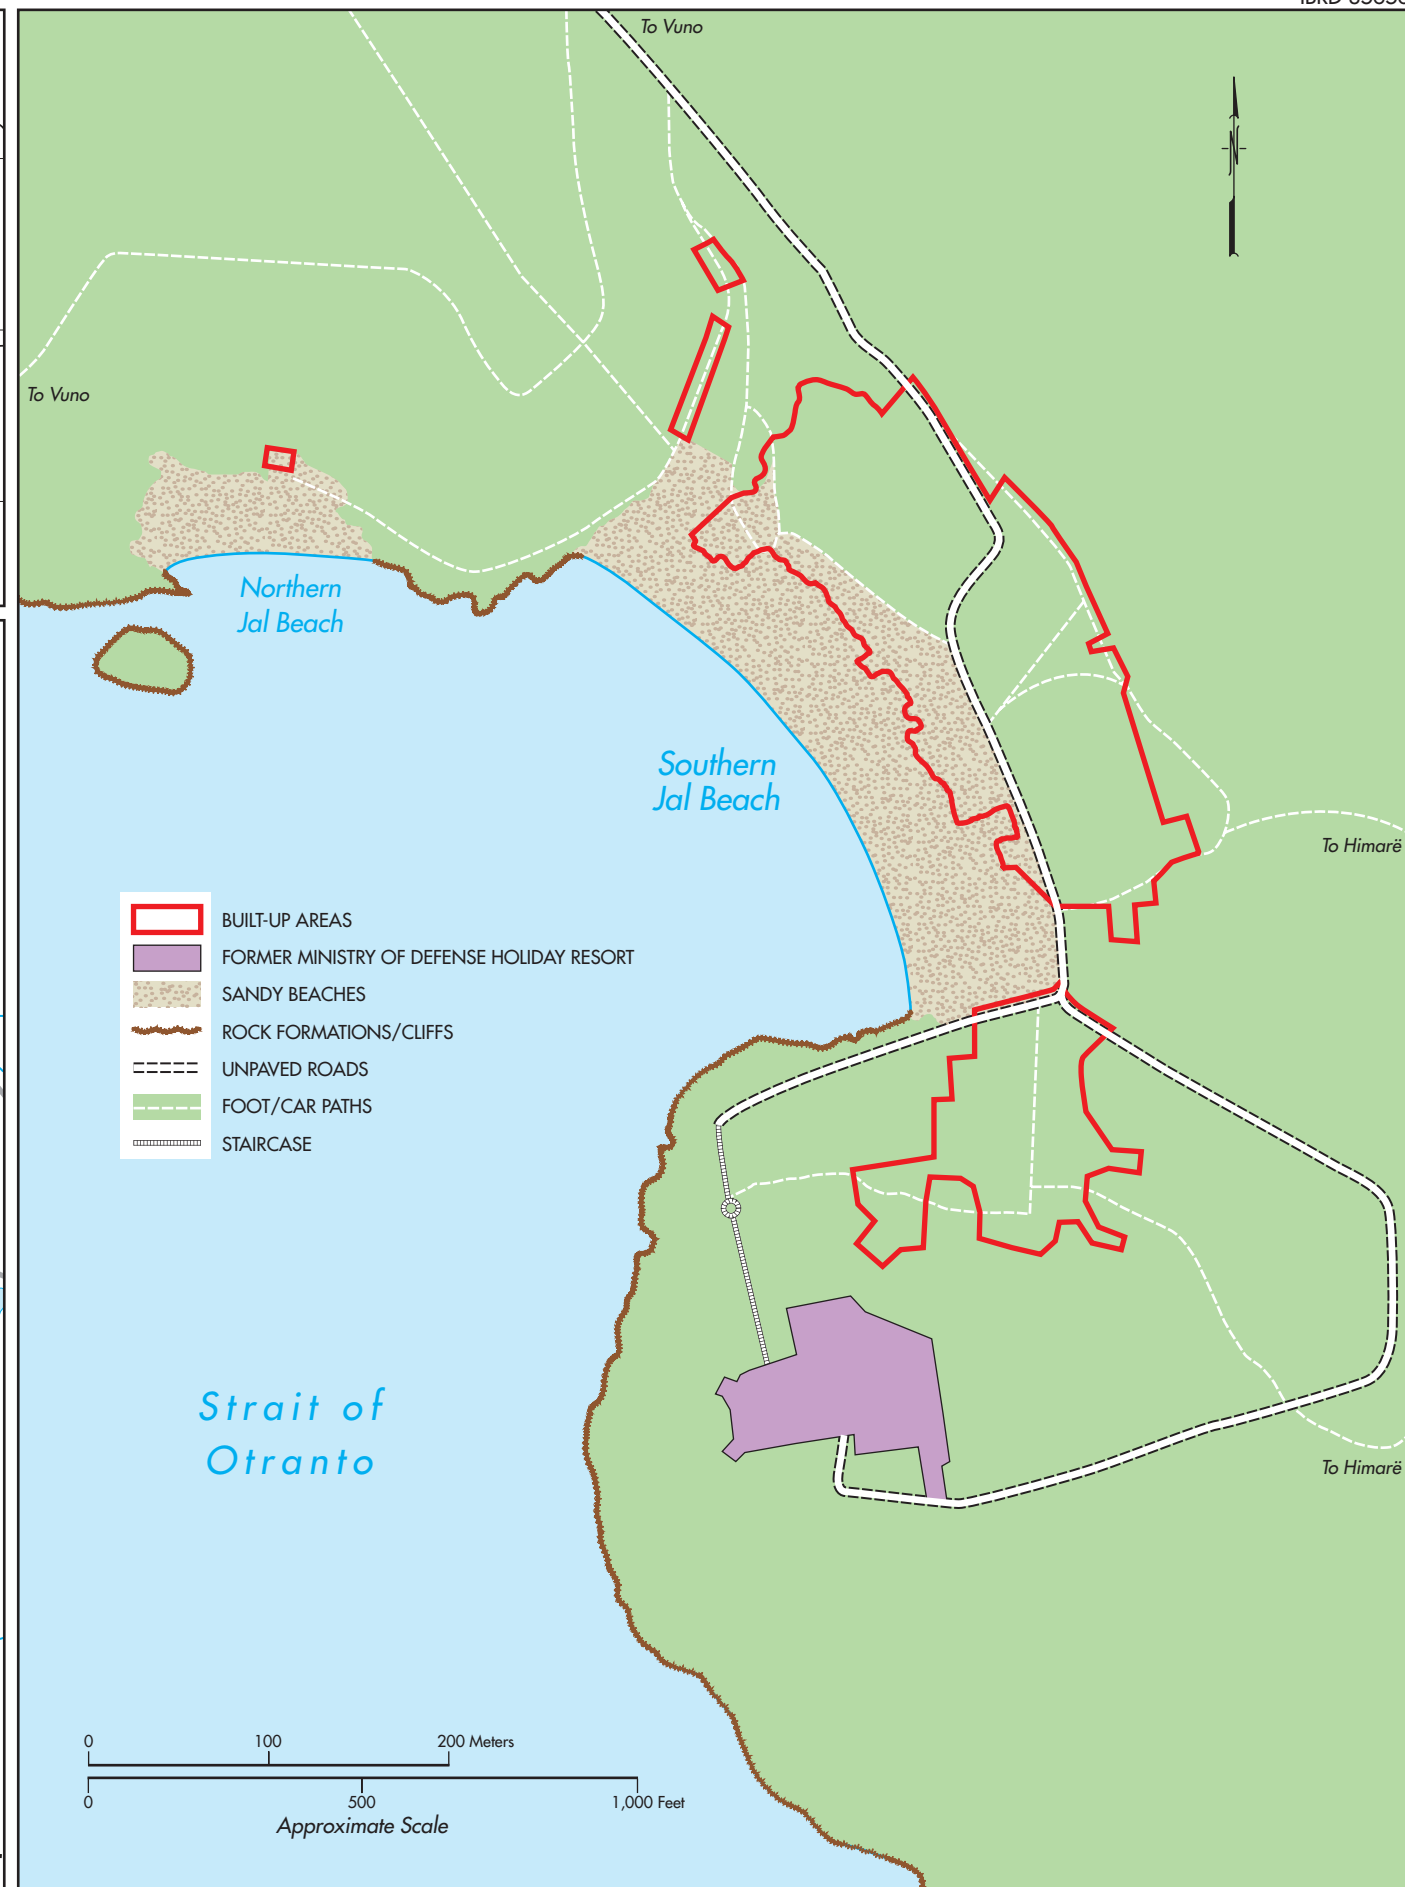 To Vuno
N
To Vuno
Northern
Jal Beach
Southern
Jal Beach
To Himarë
BUILT-UP AREAS
FORMER MINISTRY OF DEFENSE HOLIDAY RESORT
SANDY BEACHES
ROCK FORMATIONS/CLIFFS
UNPAVED ROADS
FOOT/CAR PATHS
STAIRCASE
Strait of
Otranto
To Himarë
0 100 200 Meters
0 500 1,000 Feet
Approximate Scale